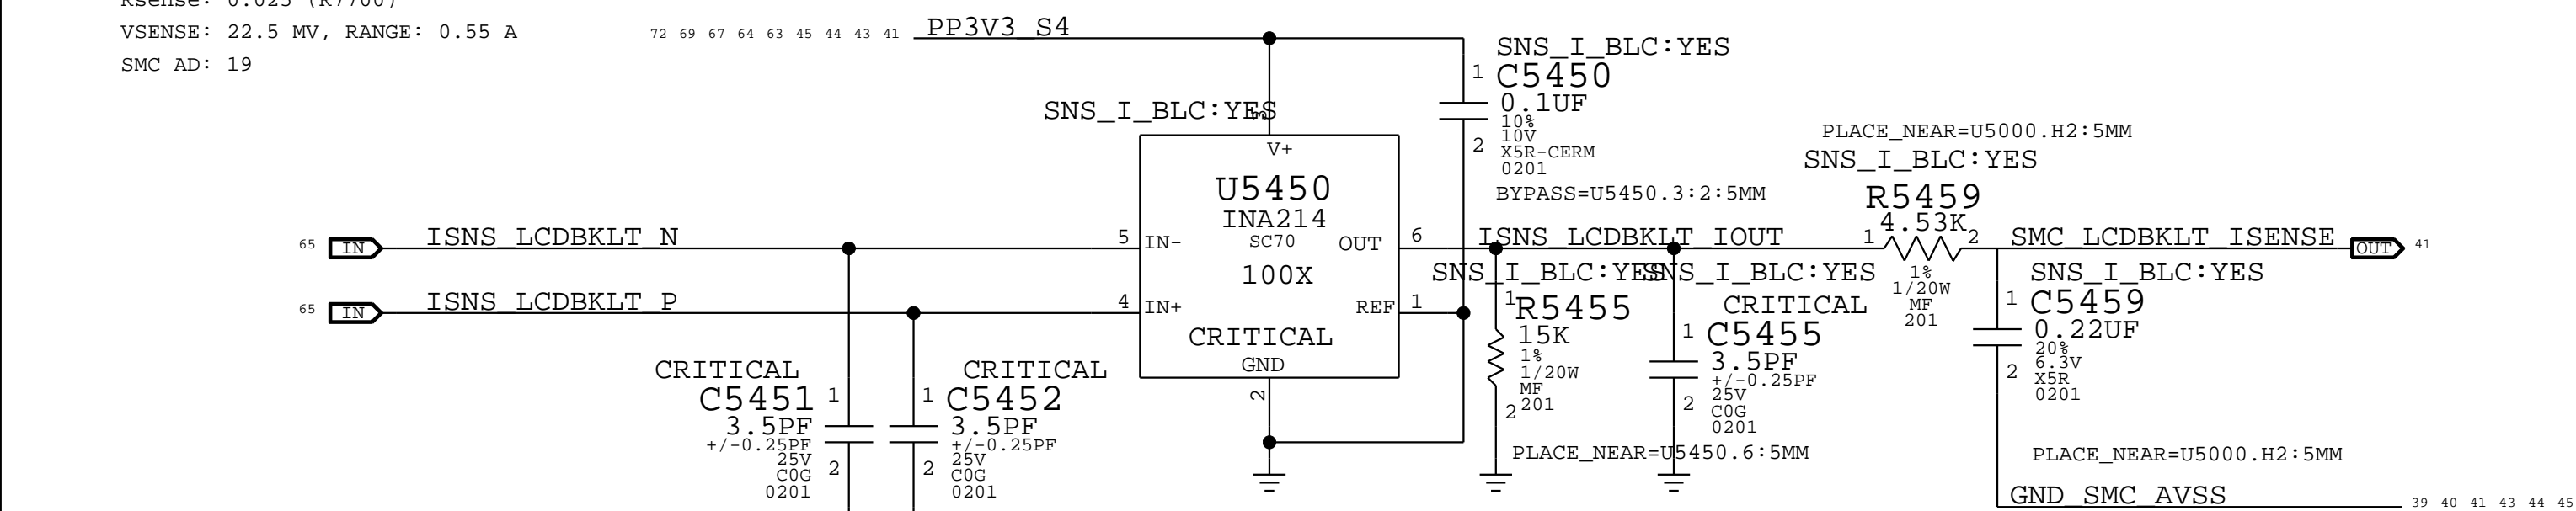 Rsense: 0.025 (R7700)
VSENSE: 22.5 MV, RANGE: 0.55 A
SMC AD: 19
72 69 67 64 63 45 44 43 41 PP3V3_S4
SNS_I_BLC:YES
1 C5450
0.1UF
10%
10V
2 X5R-CERM
0201
BYPASS=U5450.3:2:5MM
SNS_I_BLC:YES
3
V+
U5450
INA214
SC70
100X
CRITICAL
GND
2
5 IN-
4 IN+
OUT 6
REF 1
65 IN ISNS_LCDBKLT_N
65 IN ISNS_LCDBKLT_P
CRITICAL
C5451 1
3.5PF
+/-0.25PF
25V 2
C0G
0201
CRITICAL
1 C5452
3.5PF
+/-0.25PF
2 25V
C0G
0201
ISNS_LCDBKLT_IOUT
SNS_I_BLC:YES
1 R5455
15K
1%
1/20W
MF
2 201
PLACE_NEAR=U5450.6:5MM
SNS_I_BLC:YES
CRITICAL
1 C5455
3.5PF
+/-0.25PF
25V
2 C0G
0201
PLACE_NEAR=U5000.H2:5MM
SNS_I_BLC:YES
R5459
4.53K
1 2
1%
1/20W
MF
201
SMC_LCDBKLT_ISENSE OUT 41
SNS_I_BLC:YES
1 C5459
0.22UF
20%
6.3V
2 X5R
0201
PLACE_NEAR=U5000.H2:5MM
GND_SMC_AVSS 39 40 41 43 44 45